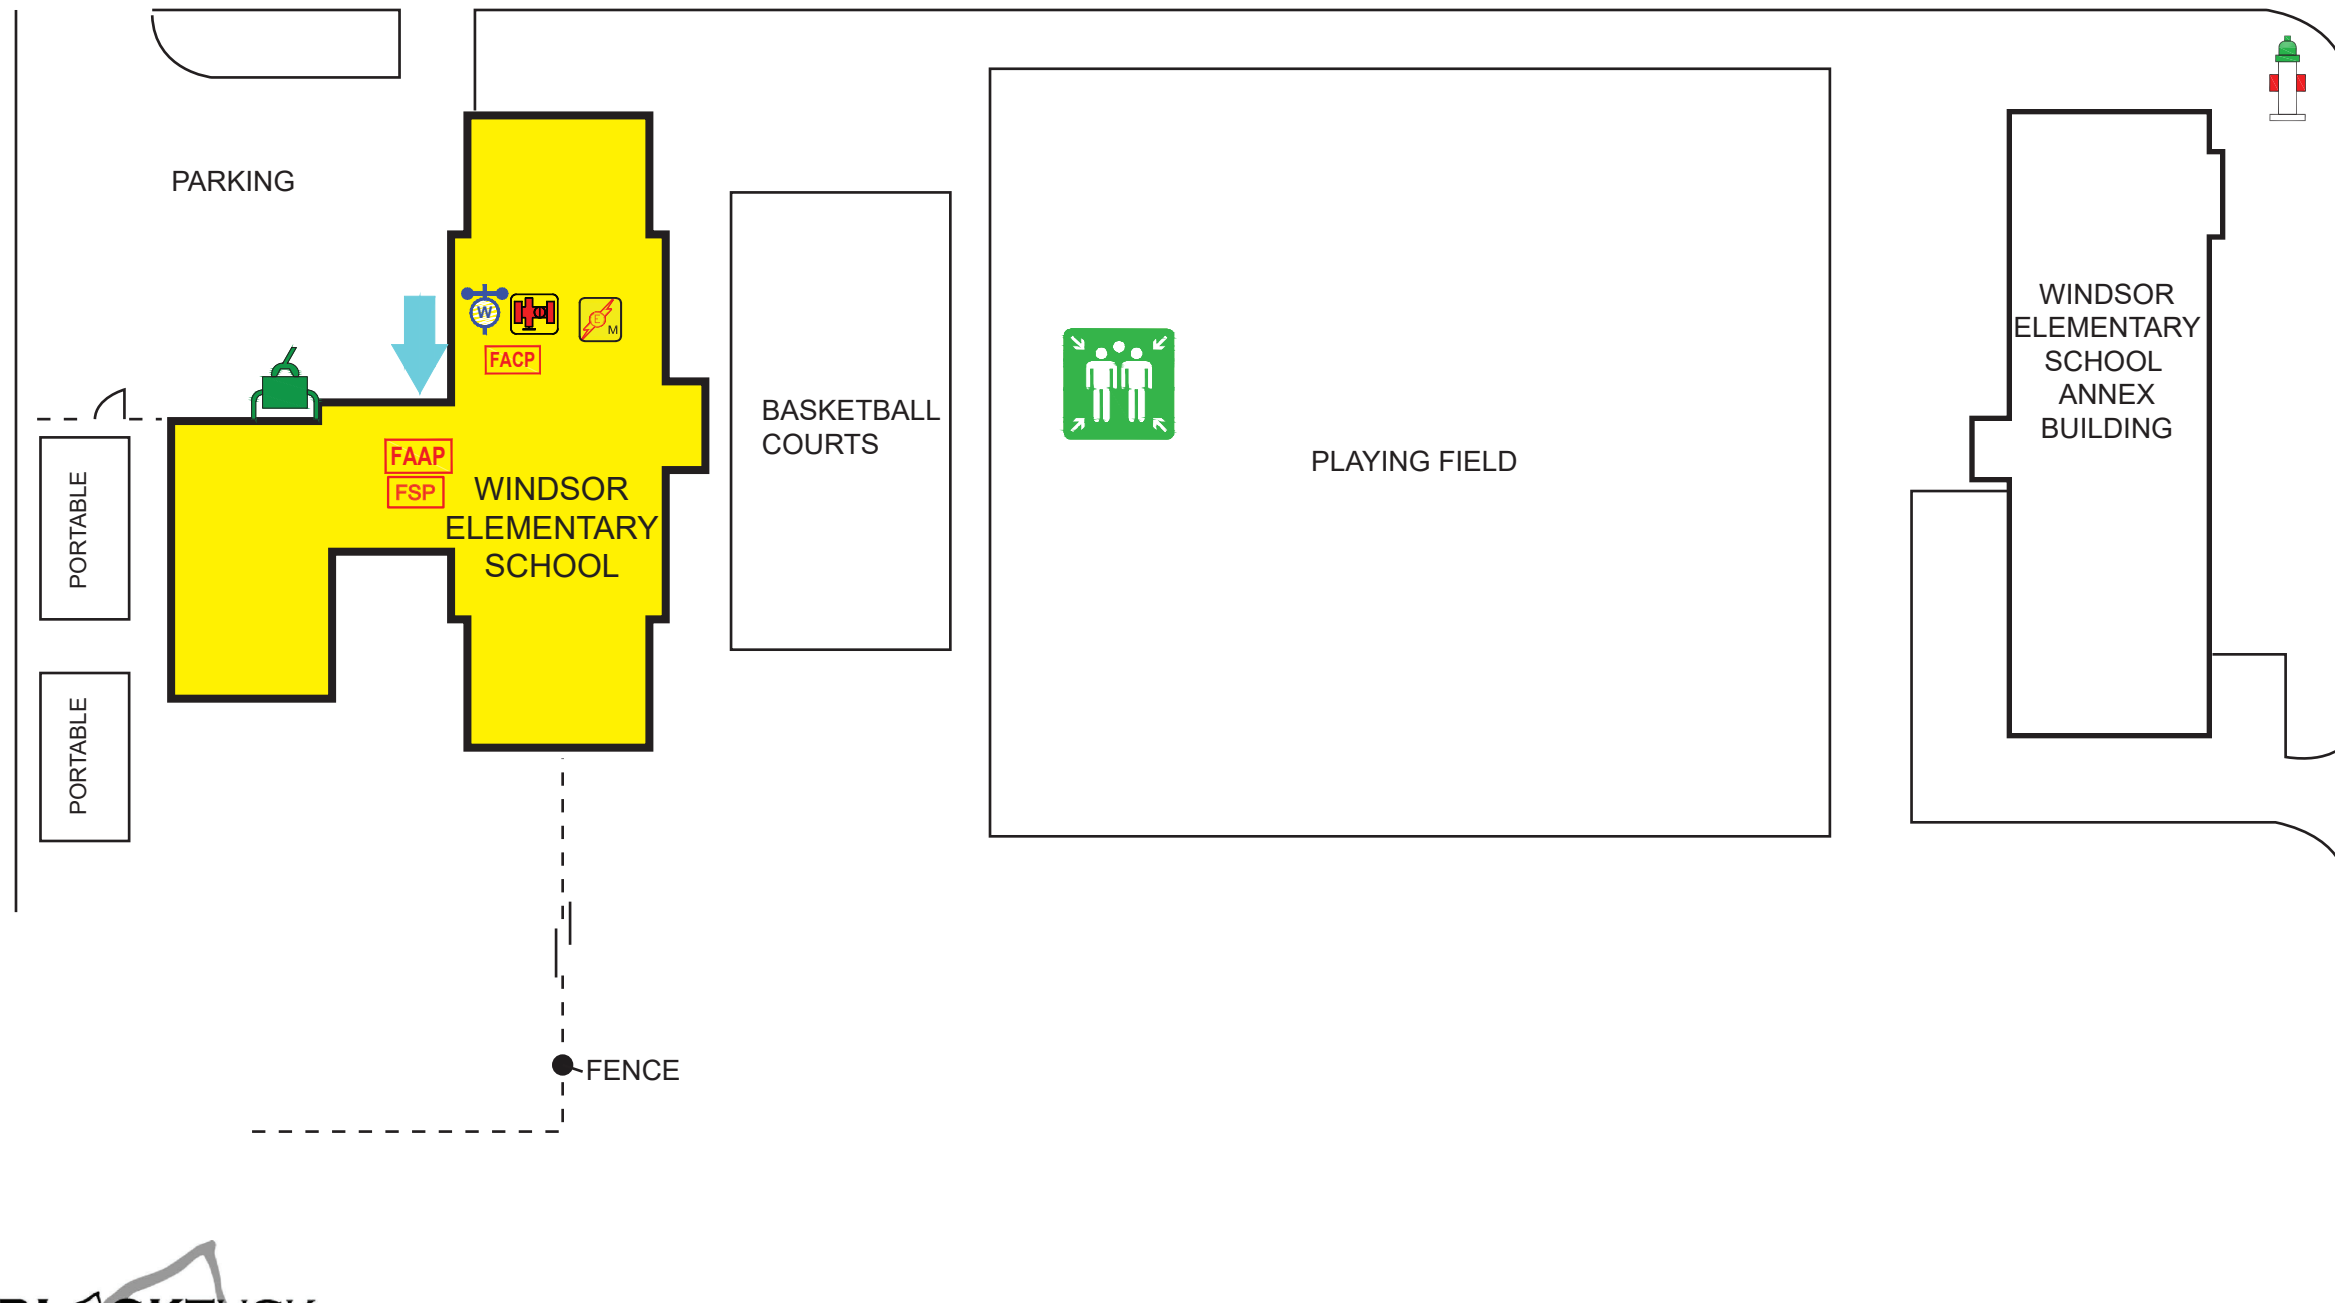 PARKING
W
E
M
FACP
FAAP
FSP
WINDSOR
ELEMENTARY
SCHOOL
PORTABLE
PORTABLE
BASKETBALL
COURTS
PLAYING FIELD
WINDSOR
ELEMENTARY
SCHOOL
ANNEX
BUILDING
FENCE